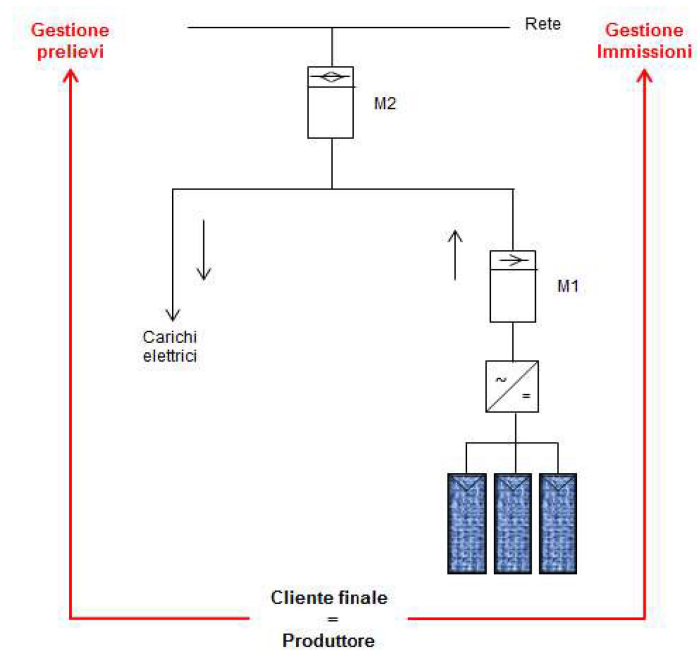 Gestione
prelievi
Rete
Gestione
Immissioni
M2
M1
Carichi
elettrici
~
=
Cliente finale
=
Produttore